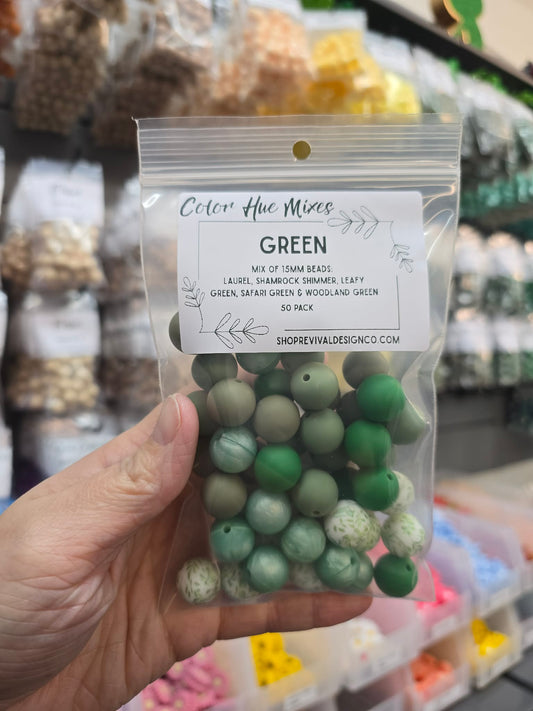 Color Hue Mixes
GREEN
MIX OF 15MM BEADS:
LAUREL, SHAMROCK SHIMMER, LEAFY
GREEN, SAFARI GREEN & WOODLAND GREEN
50 PACK
SHOPREVIVALDESIGNCO.COM